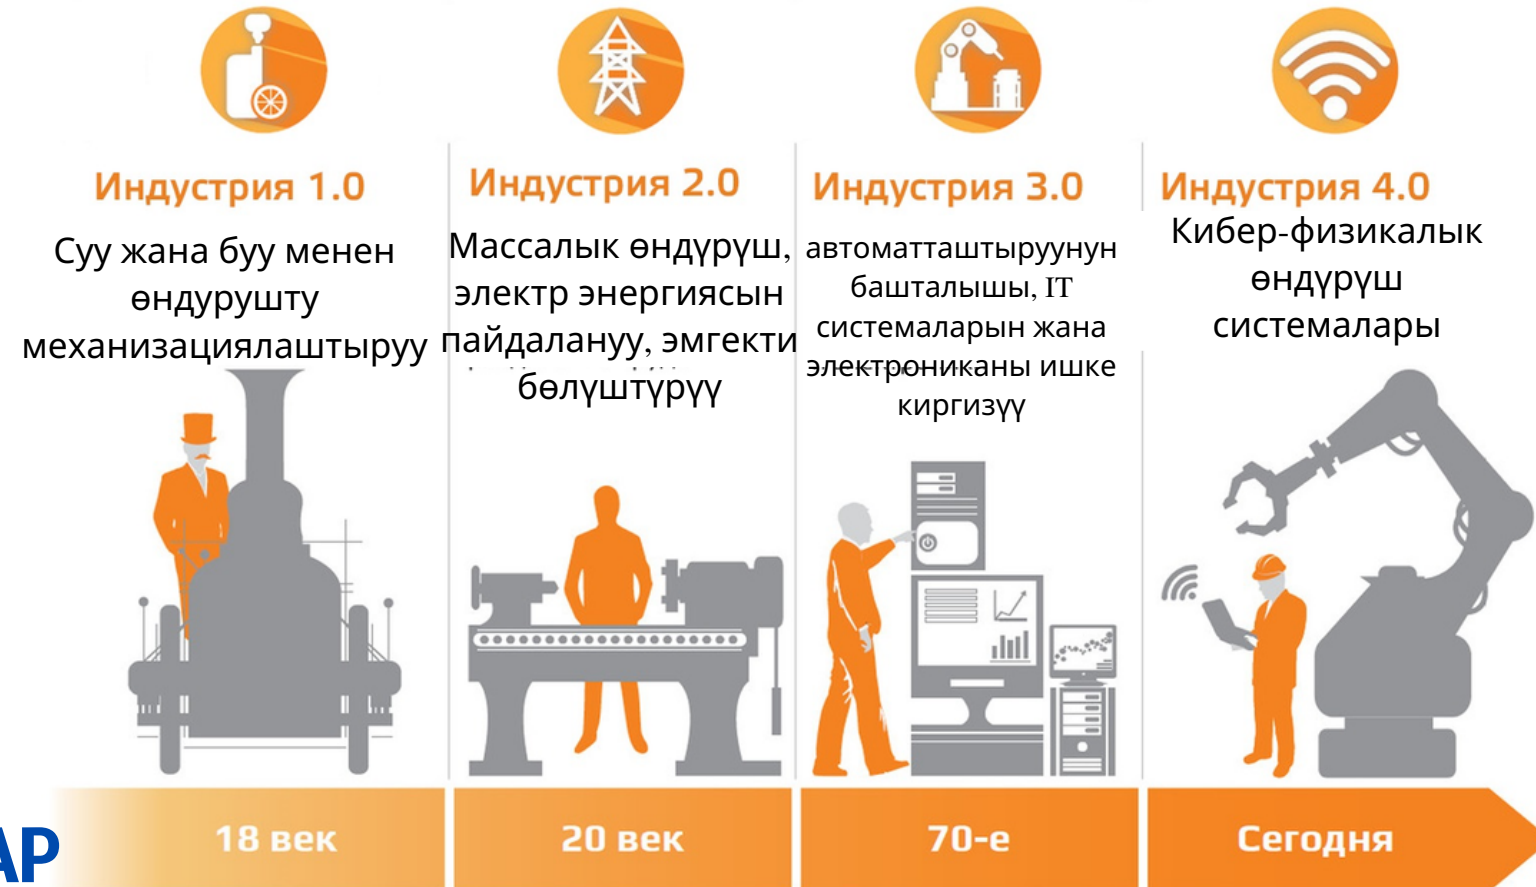 Индустрия 1.0
Суу жана буу менен
өндурушту
механизациялаштыруу
18 век
Индустрия 2.0
Массалык өндүрүш,
электр энергиясын
пайдалануу, эмгекти
бөлүштүрүү
20 век
Индустрия 3.0
автоматташтыруунун
башталышы, IT
системаларын жана
электрониканы ишке
киргизүү
70-е
Индустрия 4.0
Кибер-физикалык
өндүрүш
системалары
Сегодня
АР